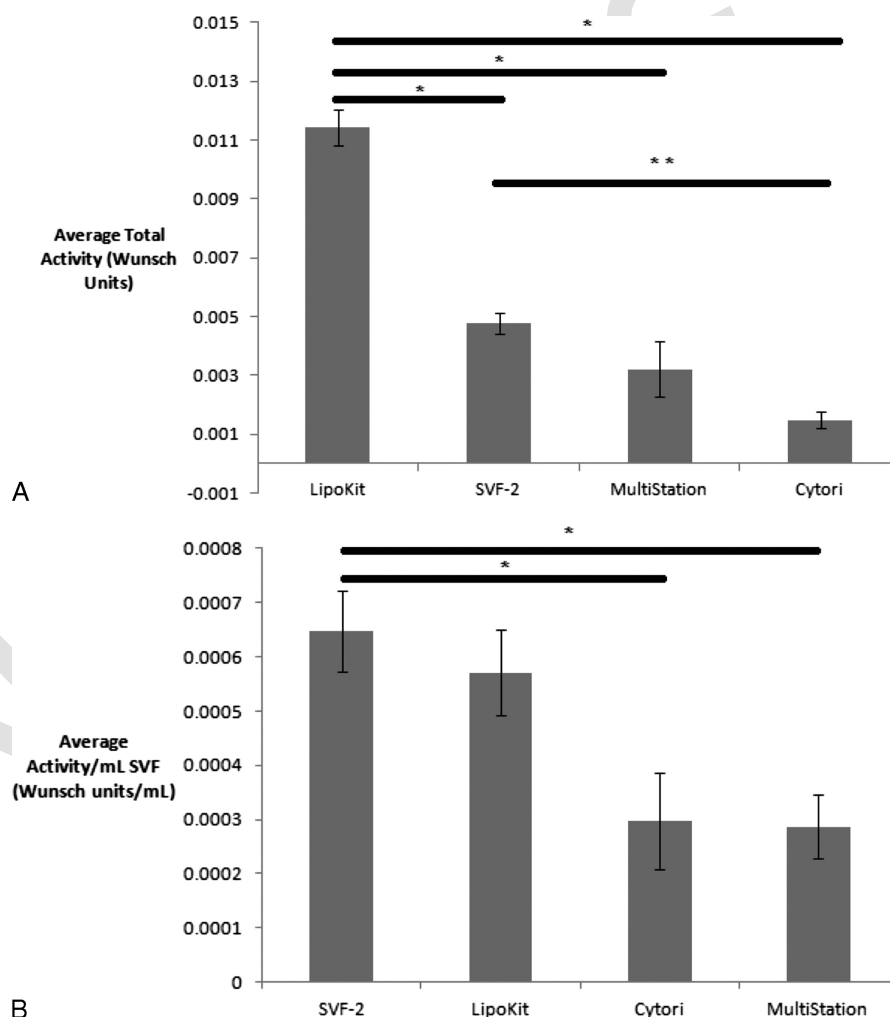 0.015
*
0.013
*
*
0.011
0.009
**
0.007
Average Total
Activity (Wunsch
Units)
0.005
0.003
0.001
-0.001
A
LipoKit SVF-2 MultiStation Cytori
0.0008
*
*
0.0007
0.0006
0.0005
Average
Activity/mL SVF
(Wunsch units/mL)
0.0004
0.0003
0.0002
0.0001
0
B
SVF-2 LipoKit Cytori MultiStation